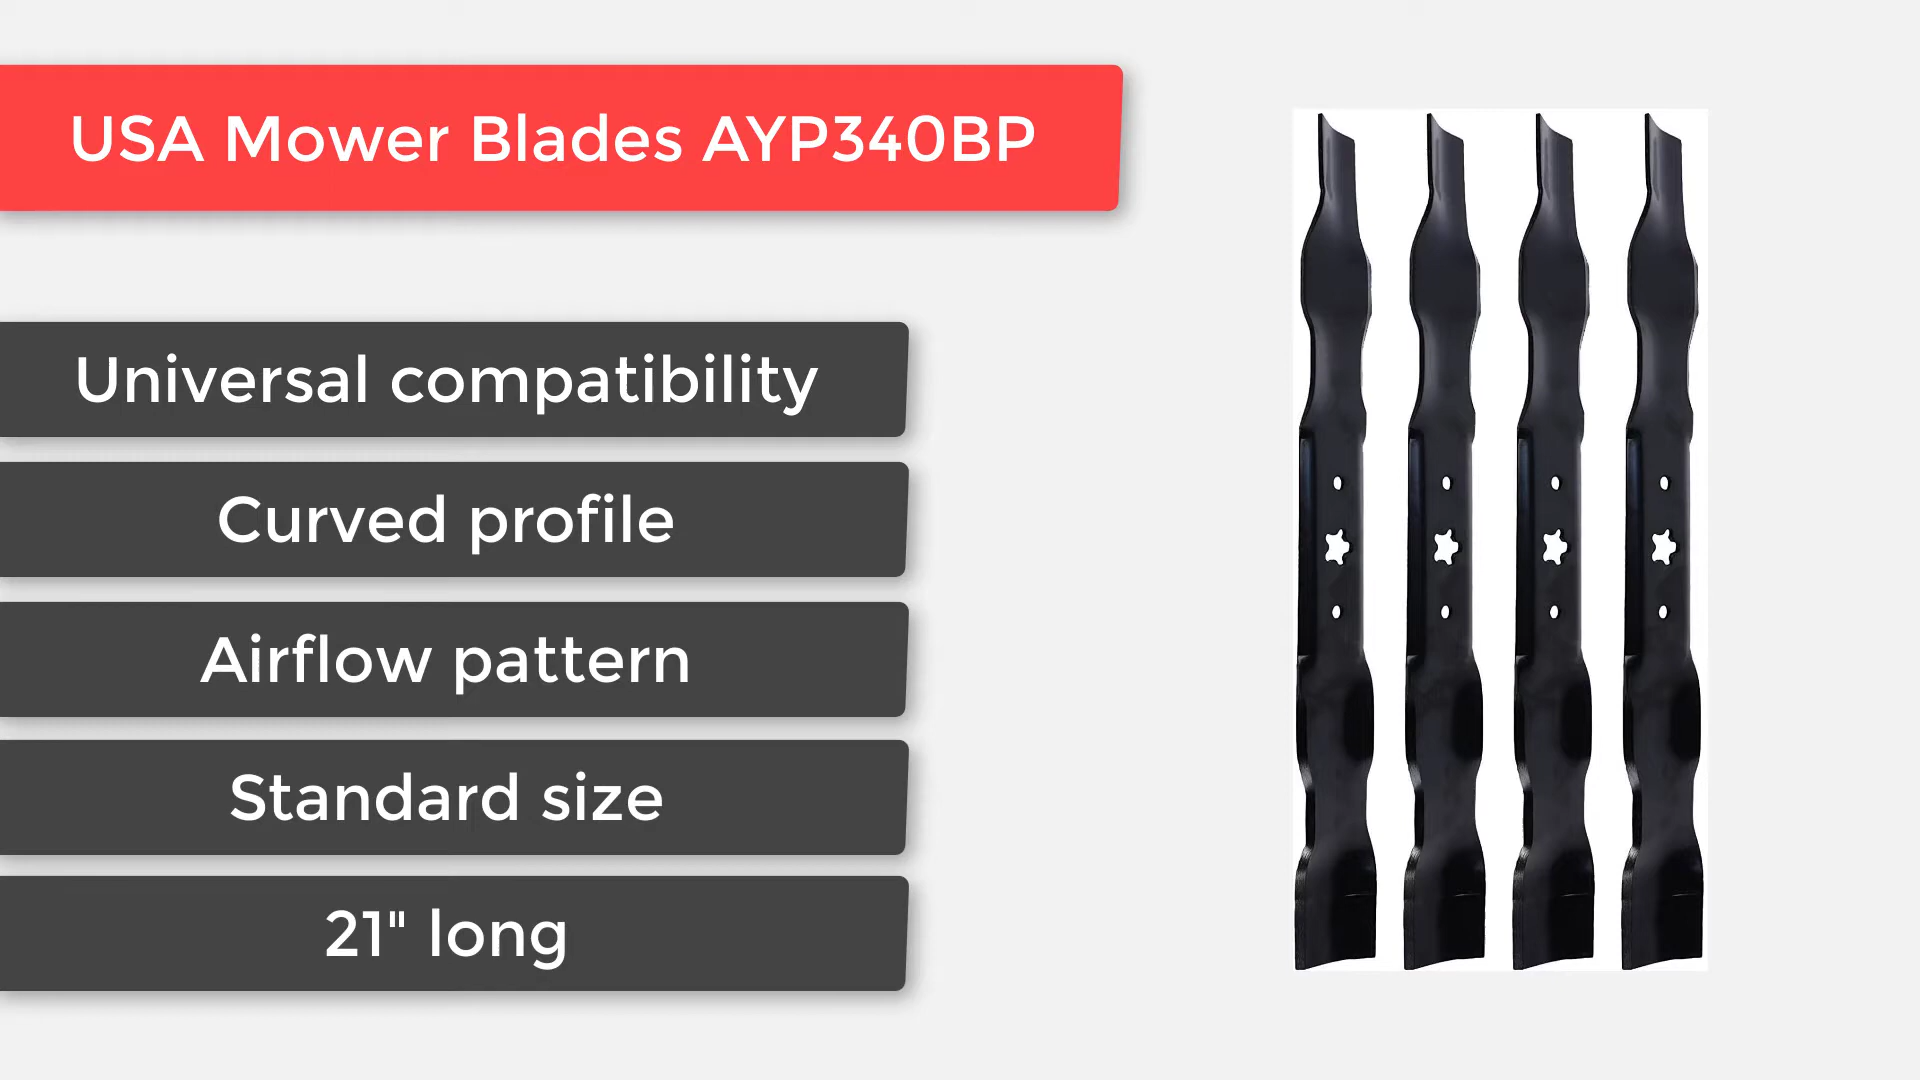 USA Mower Blades AYP340BP
Universal compatibility
Curved profile
Airflow pattern
Standard size
21" long